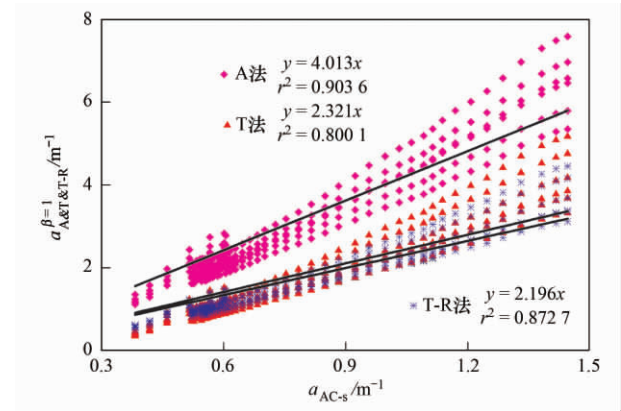 8
6
4
2
0
a^{β=1}_{A&T&T-R}/m^{-1}
A法 y = 4.013x
r² = 0.903 6
T法 y = 2.321x
r² = 0.800 1
T-R法 y = 2.196x
r² = 0.872 7
0.3 0.6 0.9 1.2 1.5
a_{AC-s}/m^{-1}